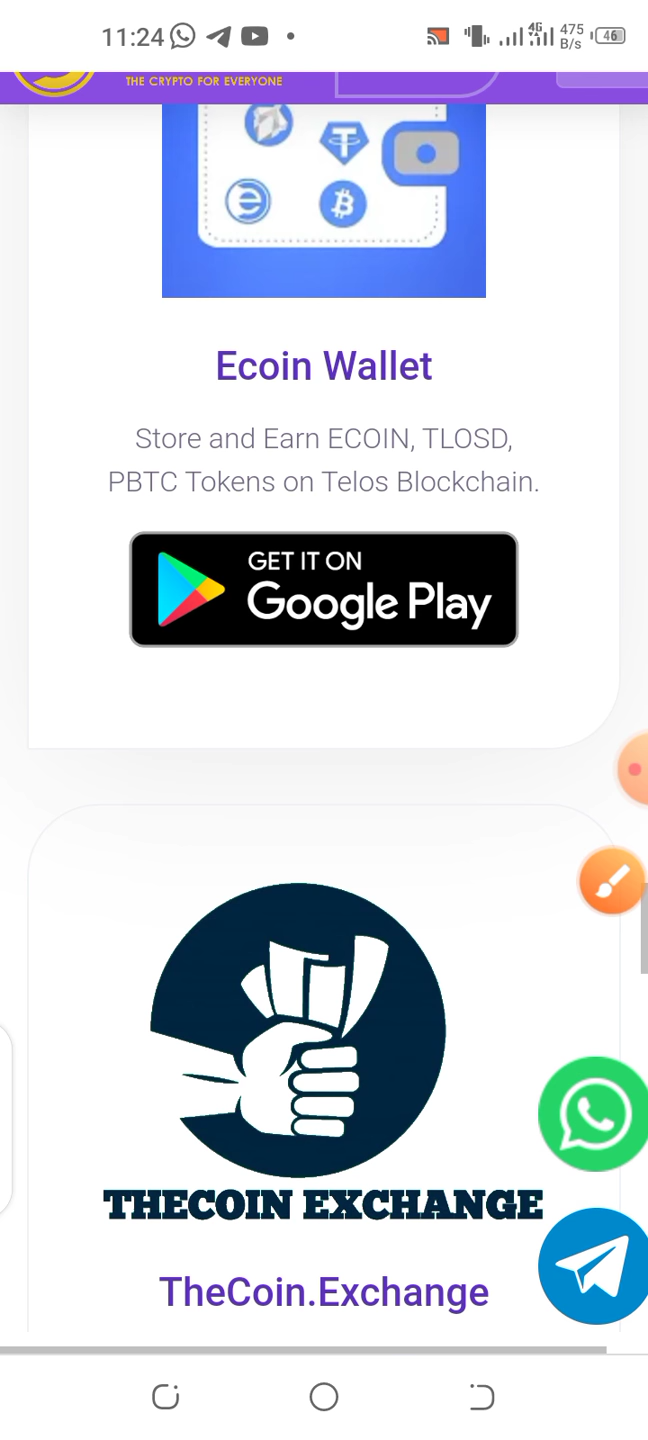 11:24
4G
475
B/s
46
THE CRYPTO FOR EVERYONE
Ecoin Wallet
Store and Earn ECOIN, TLOSD,
PBTC Tokens on Telos Blockchain.
GET IT ON
Google Play
THECOIN EXCHANGE
TheCoin.Exchange